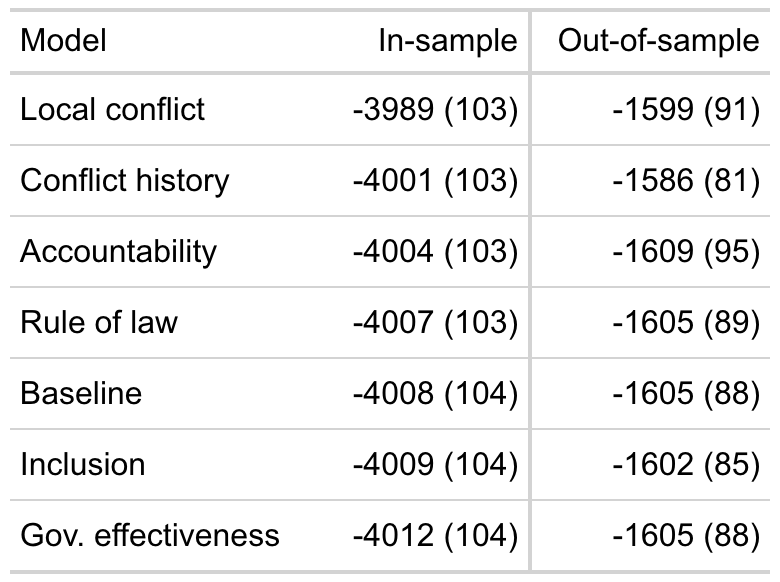 Model In-sample Out-of-sample
Local conflict -3989 (103) -1599 (91)
Conflict history -4001 (103) -1586 (81)
Accountability -4004 (103) -1609 (95)
Rule of law -4007 (103) -1605 (89)
Baseline -4008 (104) -1605 (88)
Inclusion -4009 (104) -1602 (85)
Gov. effectiveness -4012 (104) -1605 (88)